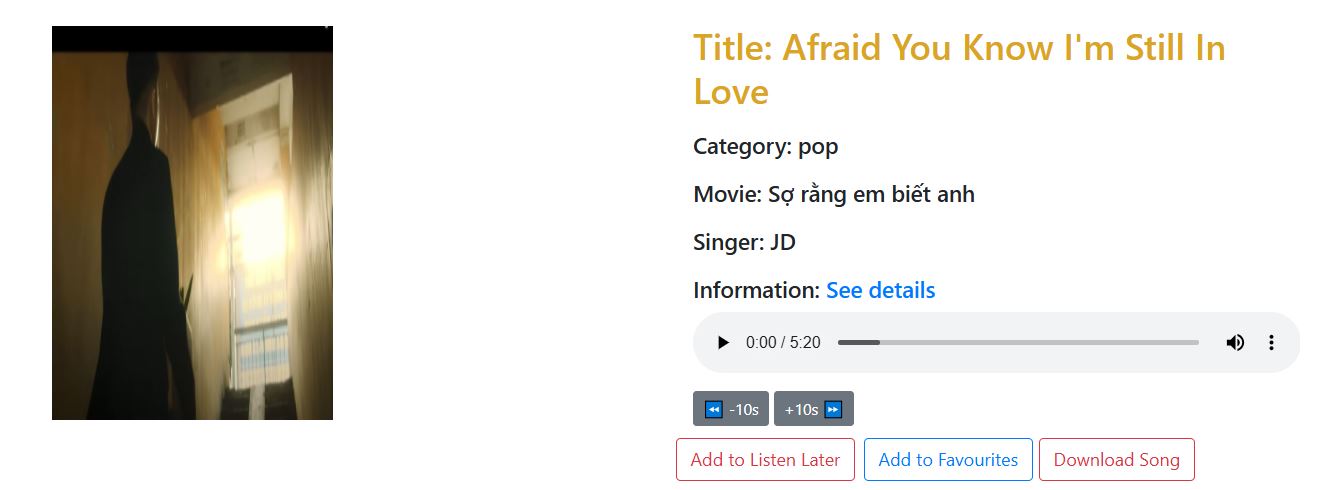 Title: Afraid You Know I'm Still In
Love
Category: pop
Movie: Sợ rằng em biết anh
Singer: JD
Information: See details
0:00 / 5:20
⏪ -10s +10s ⏩
Add to Listen Later Add to Favourites Download Song